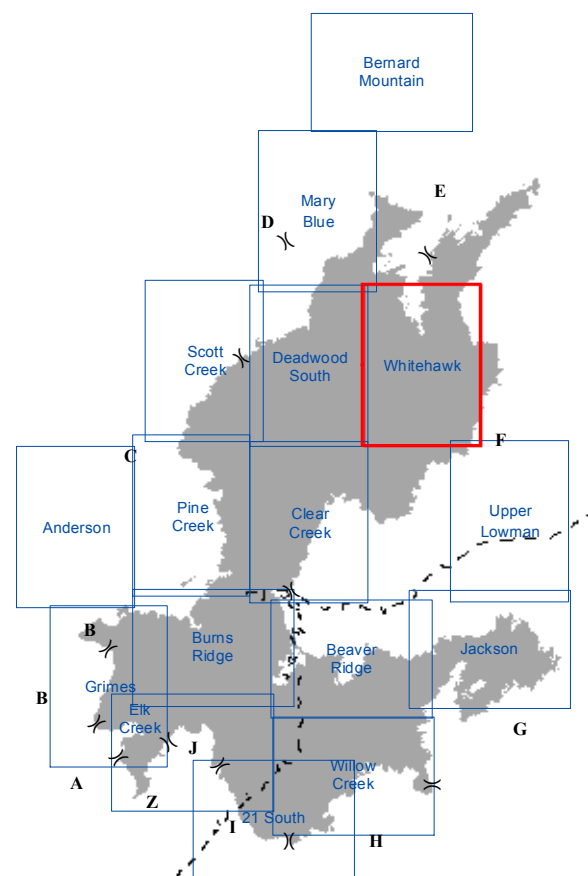 Bernard
Mountain
E
Mary
Blue
D
Scott
Creek
Deadwood
South
Whitehawk
F
C
Anderson
Pine
Creek
Clear
Creek
Upper
Lowman
B
Burns
Ridge
Beaver
Ridge
Jackson
B
Grimes
Elk
Creek
G
J
A
Z
Willow
Creek
I
21 South
H